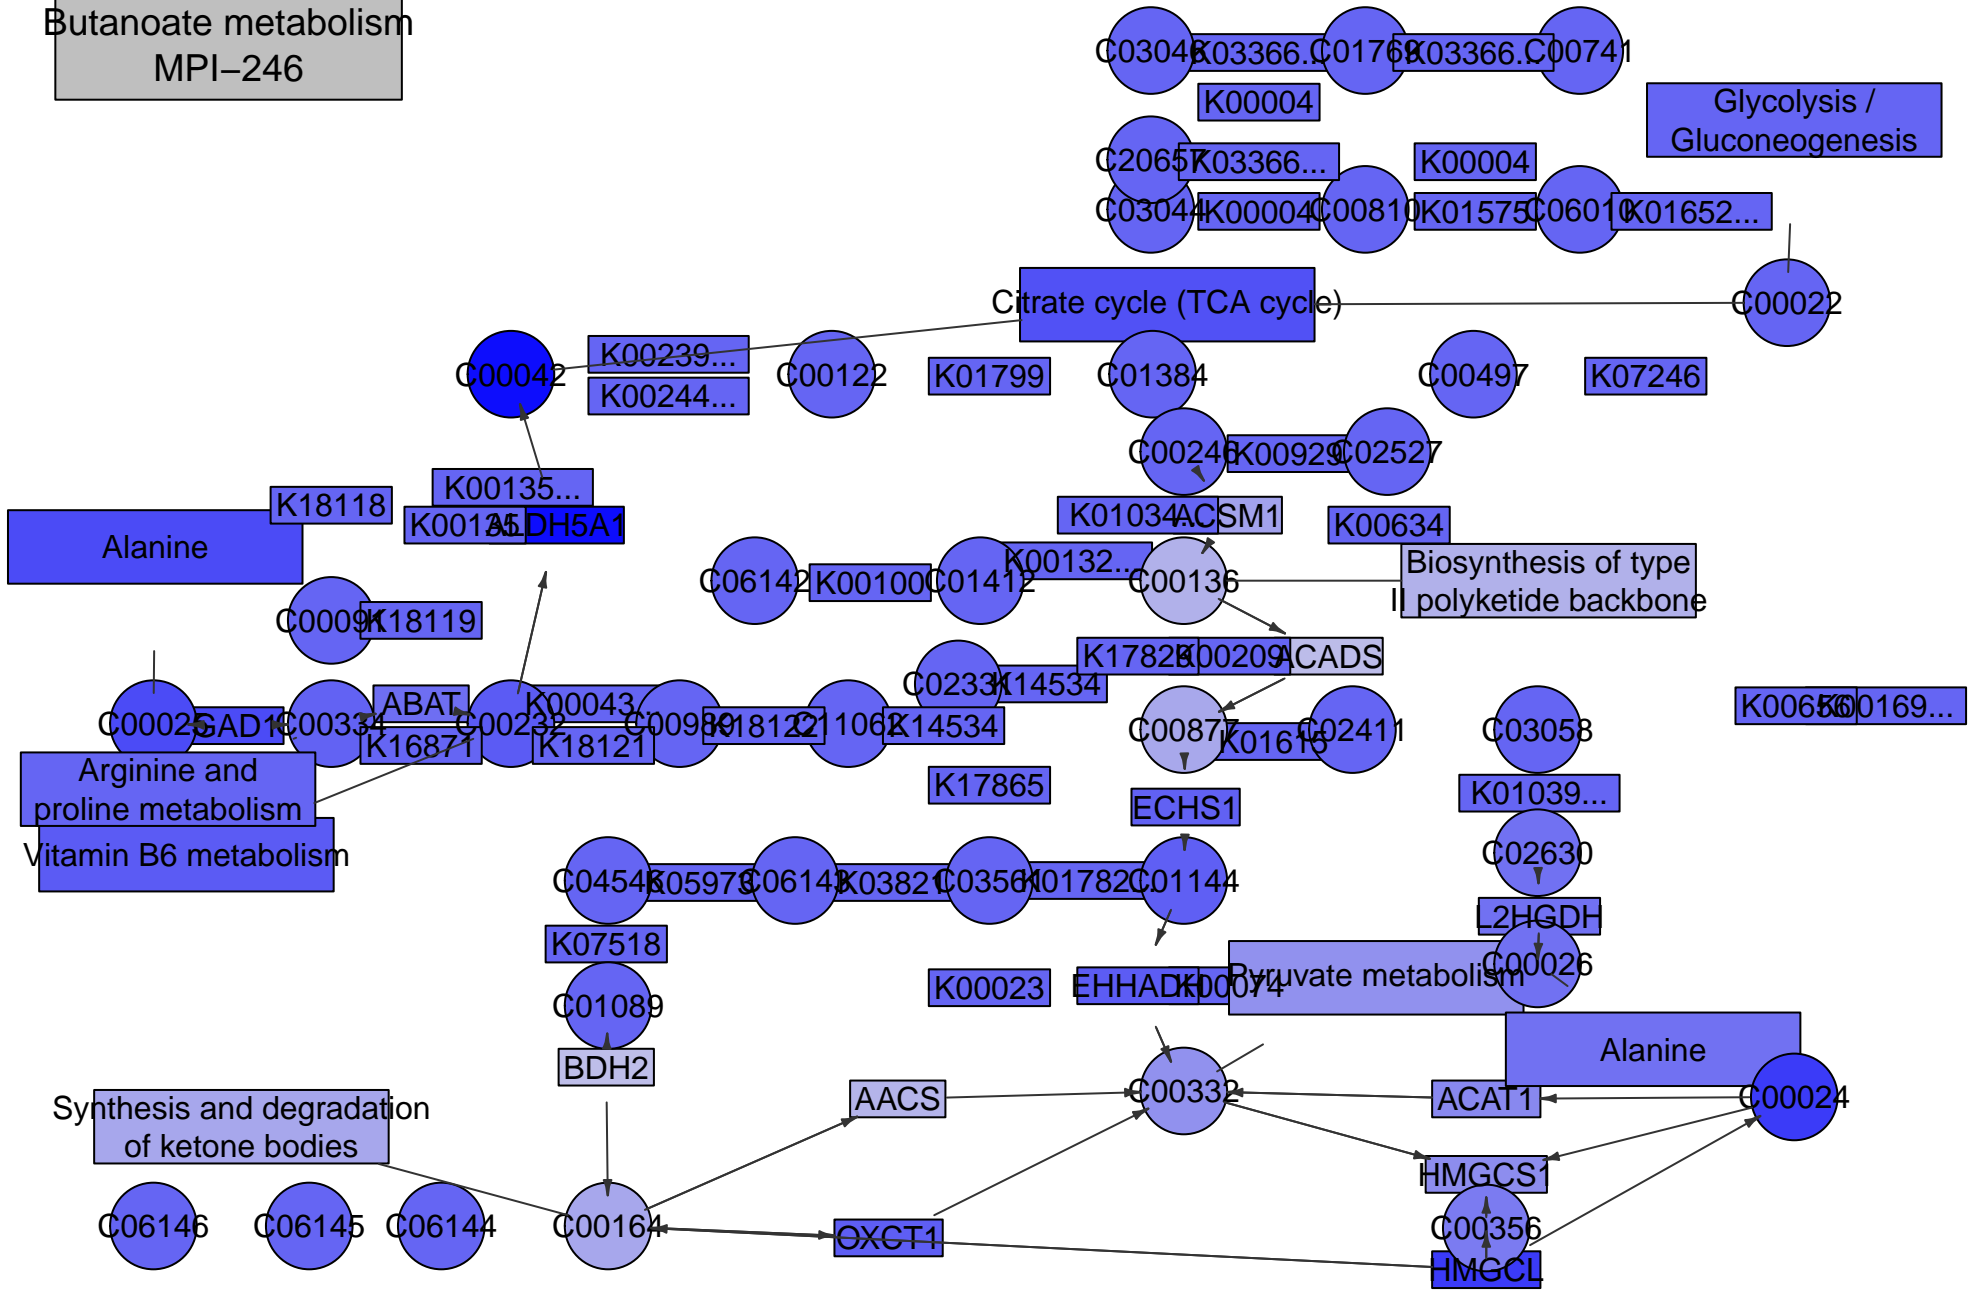 Butanoate metabolism
MPI−246
C03046
K03366...
C01769
K03366...
C00741
K00004
Glycolysis /
Gluconeogenesis
C20657
K03366...
K00004
C03044
K00004
C00810
K01575
C06010
K01652...
Citrate cycle (TCA cycle)
C00022
C00042
K00239...
K00244...
C00122
K01799
C01384
C00497
K07246
C00246
K00929
C02527
K18118
K00135...
K00135
ALDH5A1
K01034...
ACSM1
K00634
Alanine
C06142
K00100
C01412
K00132...
C00136
Biosynthesis of type
II polyketide backbone
C00091
K18119
K17829
K00209
ACADS
C02331
K14534
C00025
GAD1
C00334
ABAT
K16871
C00232
K00043...
K18121
C00989
K18122
C11062
K14534
C00877
K01615
C02411
C03058
K00656
K00169...
Arginine and
proline metabolism
K17865
ECHS1
K01039...
Vitamin B6 metabolism
C04546
K05973
C06143
K03821
C03561
K01782...
C01144
C02630
K07518
L2HGDH
C01089
K00023
EHHADH
K00074
Pyruvate metabolism
C00026
BDH2
Alanine
Synthesis and degradation
of ketone bodies
AACS
C00332
ACAT1
C00024
HMGCS1
C06146
C06145
C06144
C00164
OXCT1
C00356
HMGCL